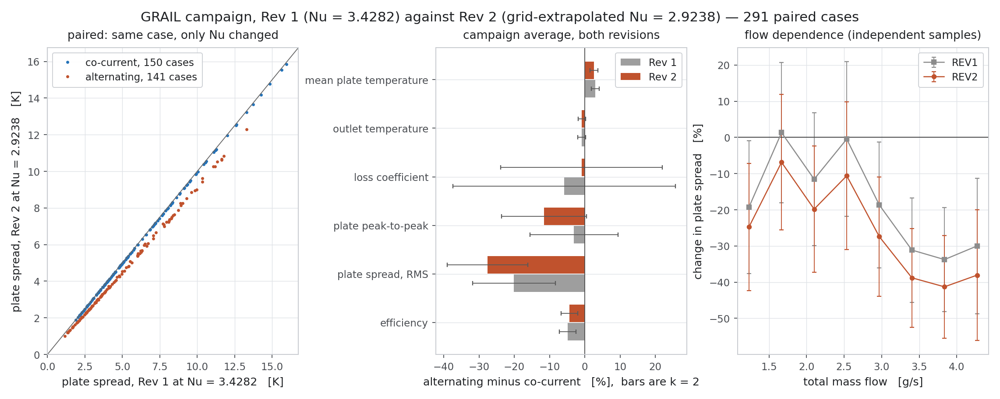 GRAIL campaign, Rev 1 (Nu = 3.4282) against Rev 2 (grid-extrapolated Nu = 2.9238) — 291 paired cases
paired: same case, only Nu changed
plate spread, Rev 2 at Nu = 2.9238   [K]
16
14
12
10
8
6
4
2
0
co-current, 150 cases
alternating, 141 cases
0.0 2.5 5.0 7.5 10.0 12.5 15.0
plate spread, Rev 1 at Nu = 3.4282   [K]
campaign average, both revisions
mean plate temperature
outlet temperature
loss coefficient
plate peak-to-peak
plate spread, RMS
efficiency
Rev 1
Rev 2
−40 −30 −20 −10 0 10 20
alternating minus co-current   [%],  bars are k = 2
flow dependence (independent samples)
change in plate spread   [%]
20
10
0
−10
−20
−30
−40
−50
REV1
REV2
1.5 2.0 2.5 3.0 3.5 4.0
total mass flow   [g/s]